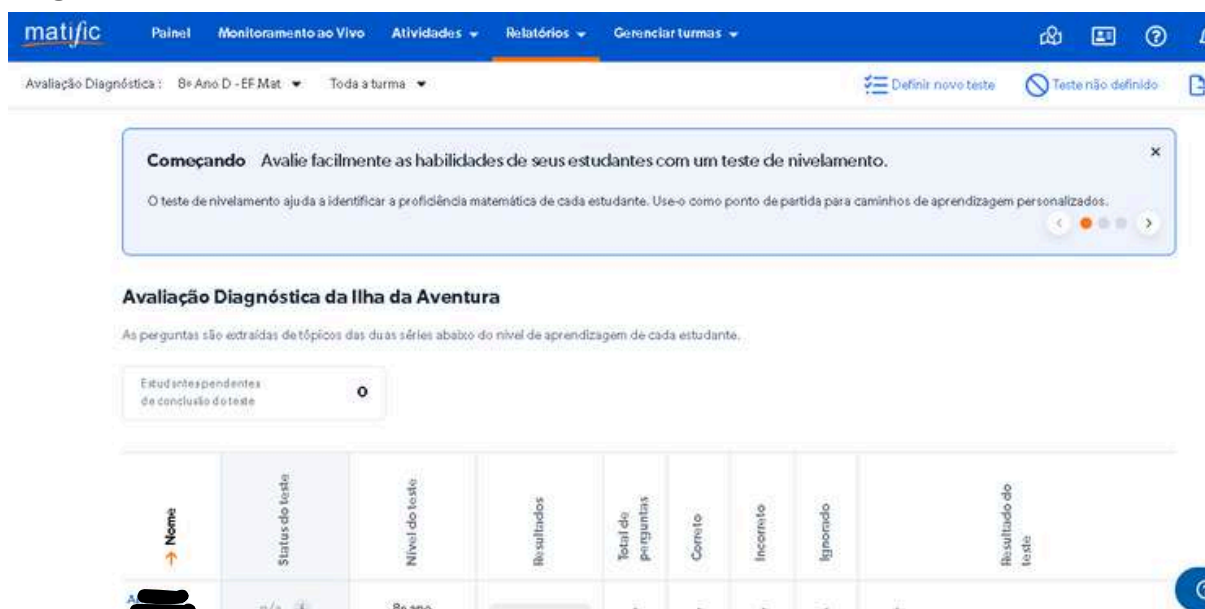 matific Painel Monitoramento ao Vivo Atividades Relatórios Gerenciar turmas
Avaliação Diagnóstica : 8º Ano D - EF Mat Toda a turma Definir novo teste Teste não definido
Começando Avalie facilmente as habilidades de seus estudantes com um teste de nivelamento.
O teste de nivelamento ajuda a identificar a proficiência matemática de cada estudante. Use-o como ponto de partida para caminhos de aprendizagem personalizados.
Avaliação Diagnóstica da Ilha da Aventura
As perguntas são extraídas de tópicos das duas séries abaixo do nível de aprendizagem de cada estudante.
Estudantes pendentes
de conclusão do teste
0
Nome
Status do teste
Nível do teste
Resultados
Total de
perguntas
Correto
Incorreto
Ignorado
Resultado do
teste
n/a 8º ano